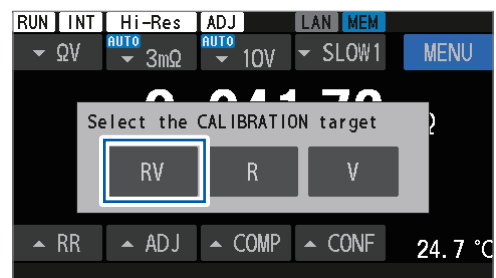 RUN INT Hi-Res ADJ LAN MEM
ΩV AUTO 3mΩ AUTO 10V SLOW1 MENU
Select the CALIBRATION target
RV R V
RR ADJ COMP CONF 24.7 °C